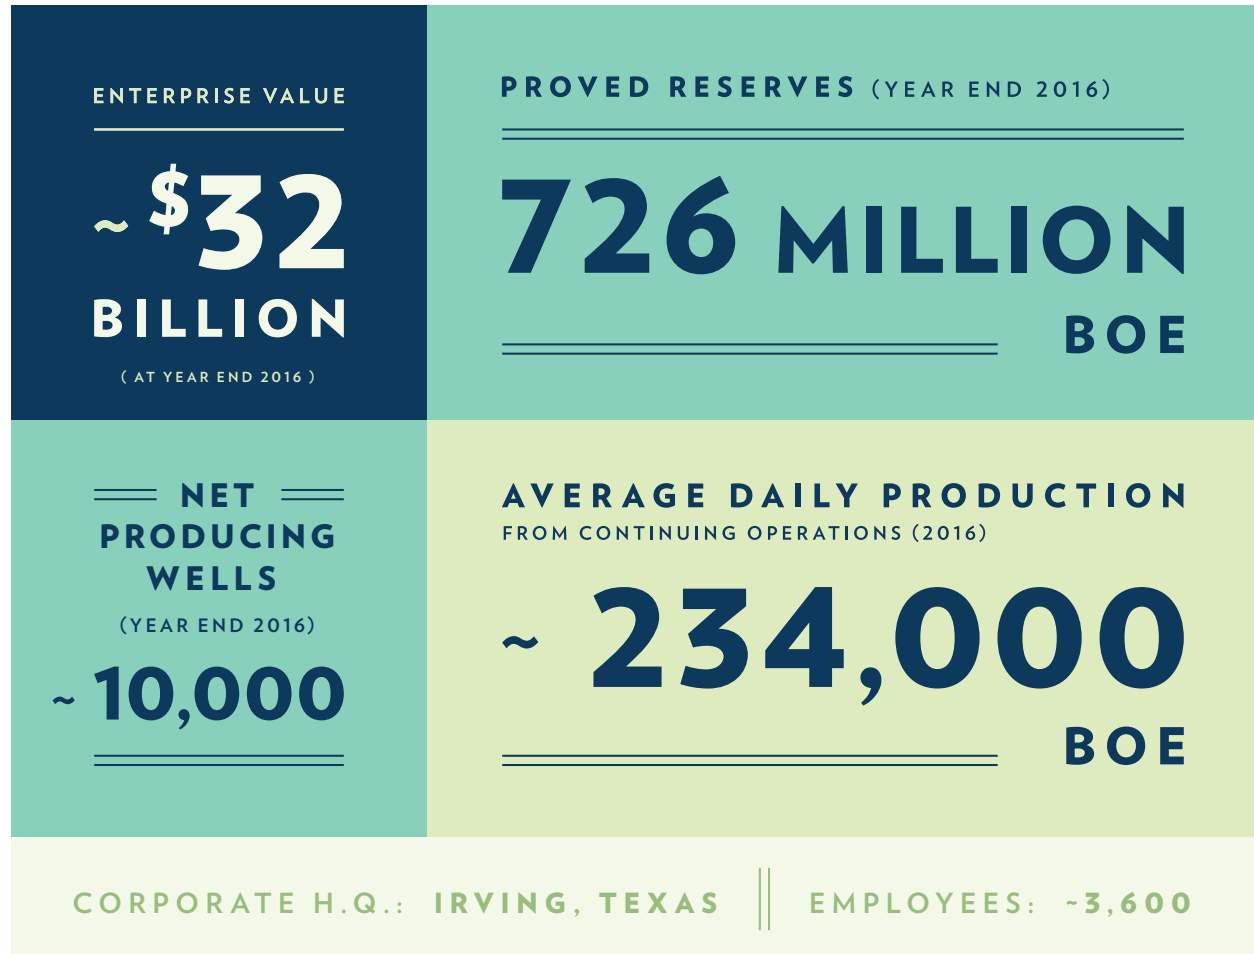 ENTERPRISE VALUE
~$32
BILLION
( AT YEAR END 2016 )
PROVED RESERVES (YEAR END 2016)
726 MILLION
BOE
NET
PRODUCING
WELLS
(YEAR END 2016)
~ 10,000
AVERAGE DAILY PRODUCTION
FROM CONTINUING OPERATIONS (2016)
~ 234,000
BOE
CORPORATE H.Q.: IRVING, TEXAS
EMPLOYEES: ~3,600